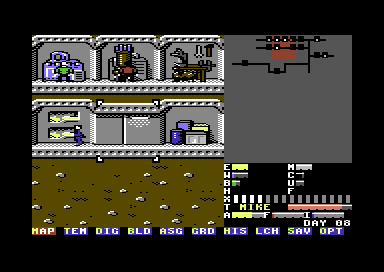 E M
W C
B U
H F
X
T MIKE
A F I
DAY 08
MAP TEM DIG BLD ASG GRD HIS LCH SAV OPT